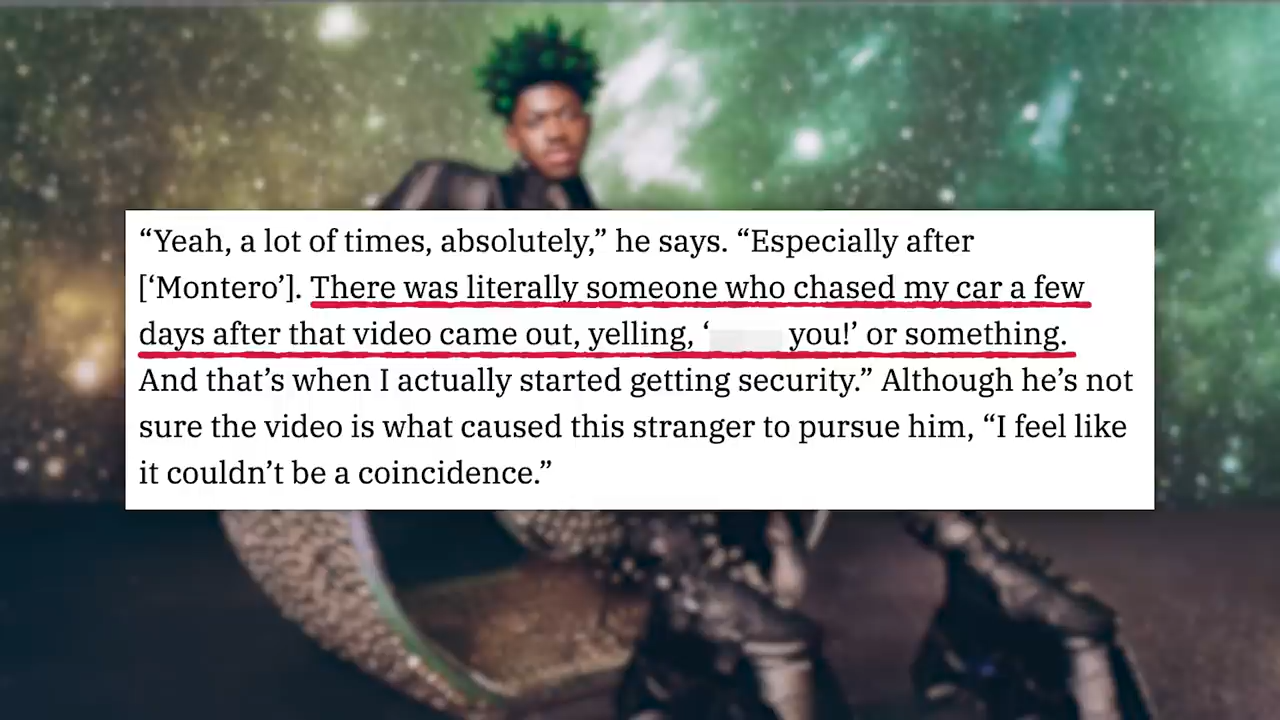 “Yeah, a lot of times, absolutely,” he says. “Especially after
[‘Montero’]. There was literally someone who chased my car a few
days after that video came out, yelling, ‘ you!’ or something.
And that’s when I actually started getting security.” Although he’s not
sure the video is what caused this stranger to pursue him, “I feel like
it couldn’t be a coincidence.”